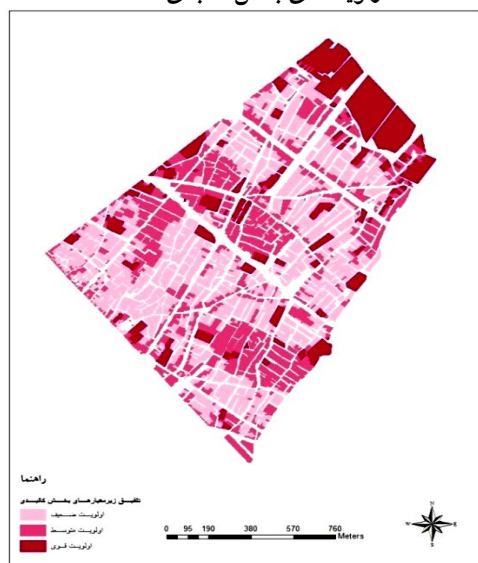 راهنما
تلفیق زیرمعیارهای بخش کالبدی
اولویت ضعیف
اولویت متوسط
اولویت قوی
0 95 190 380 570 760
Meters
N
W E
S